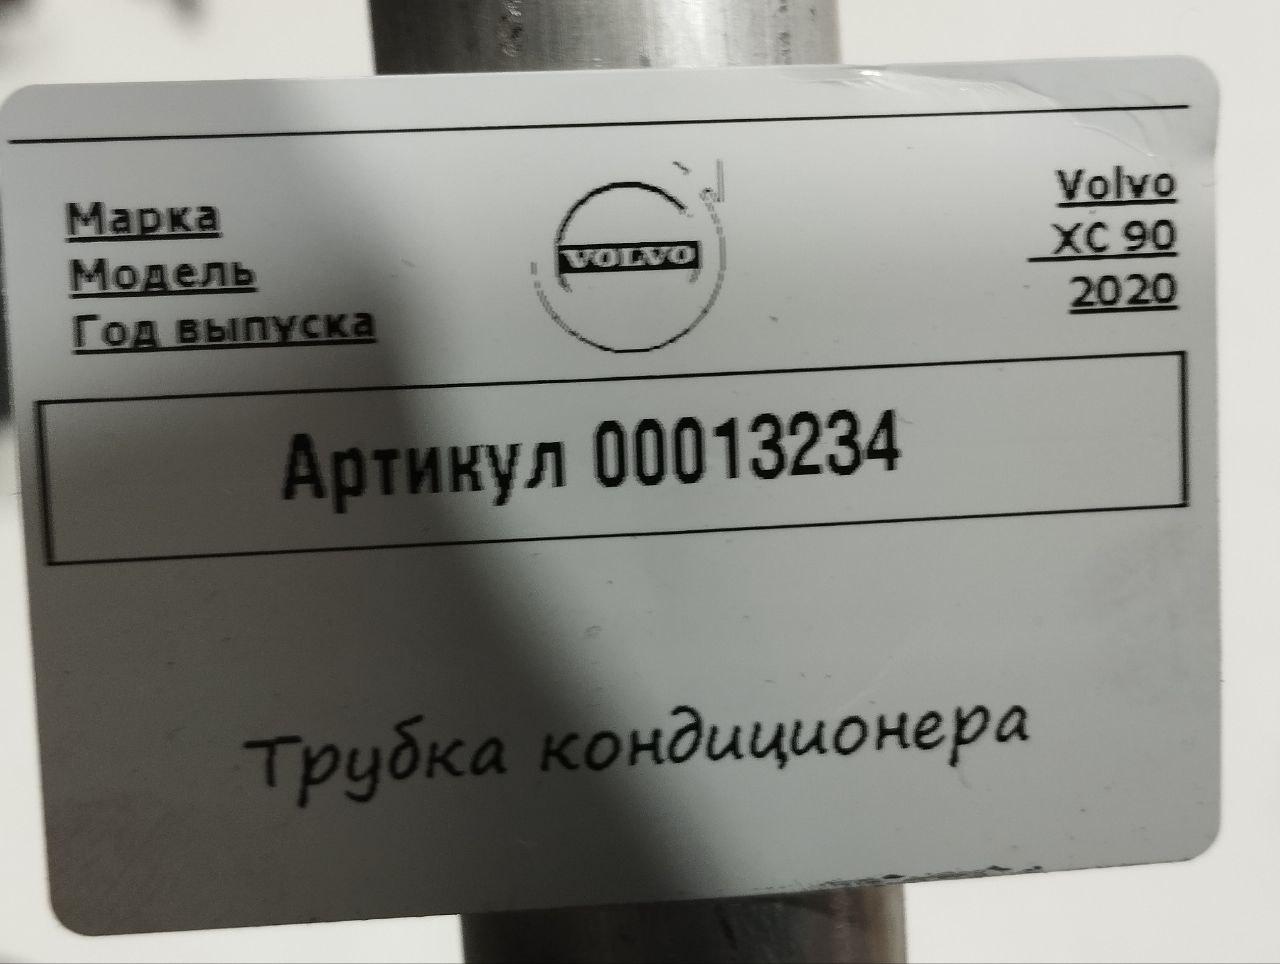 Марка Volvo
Модель XC 90
Год выпуска 2020
VOLVO
Артикул 00013234
Трубка кондиционера